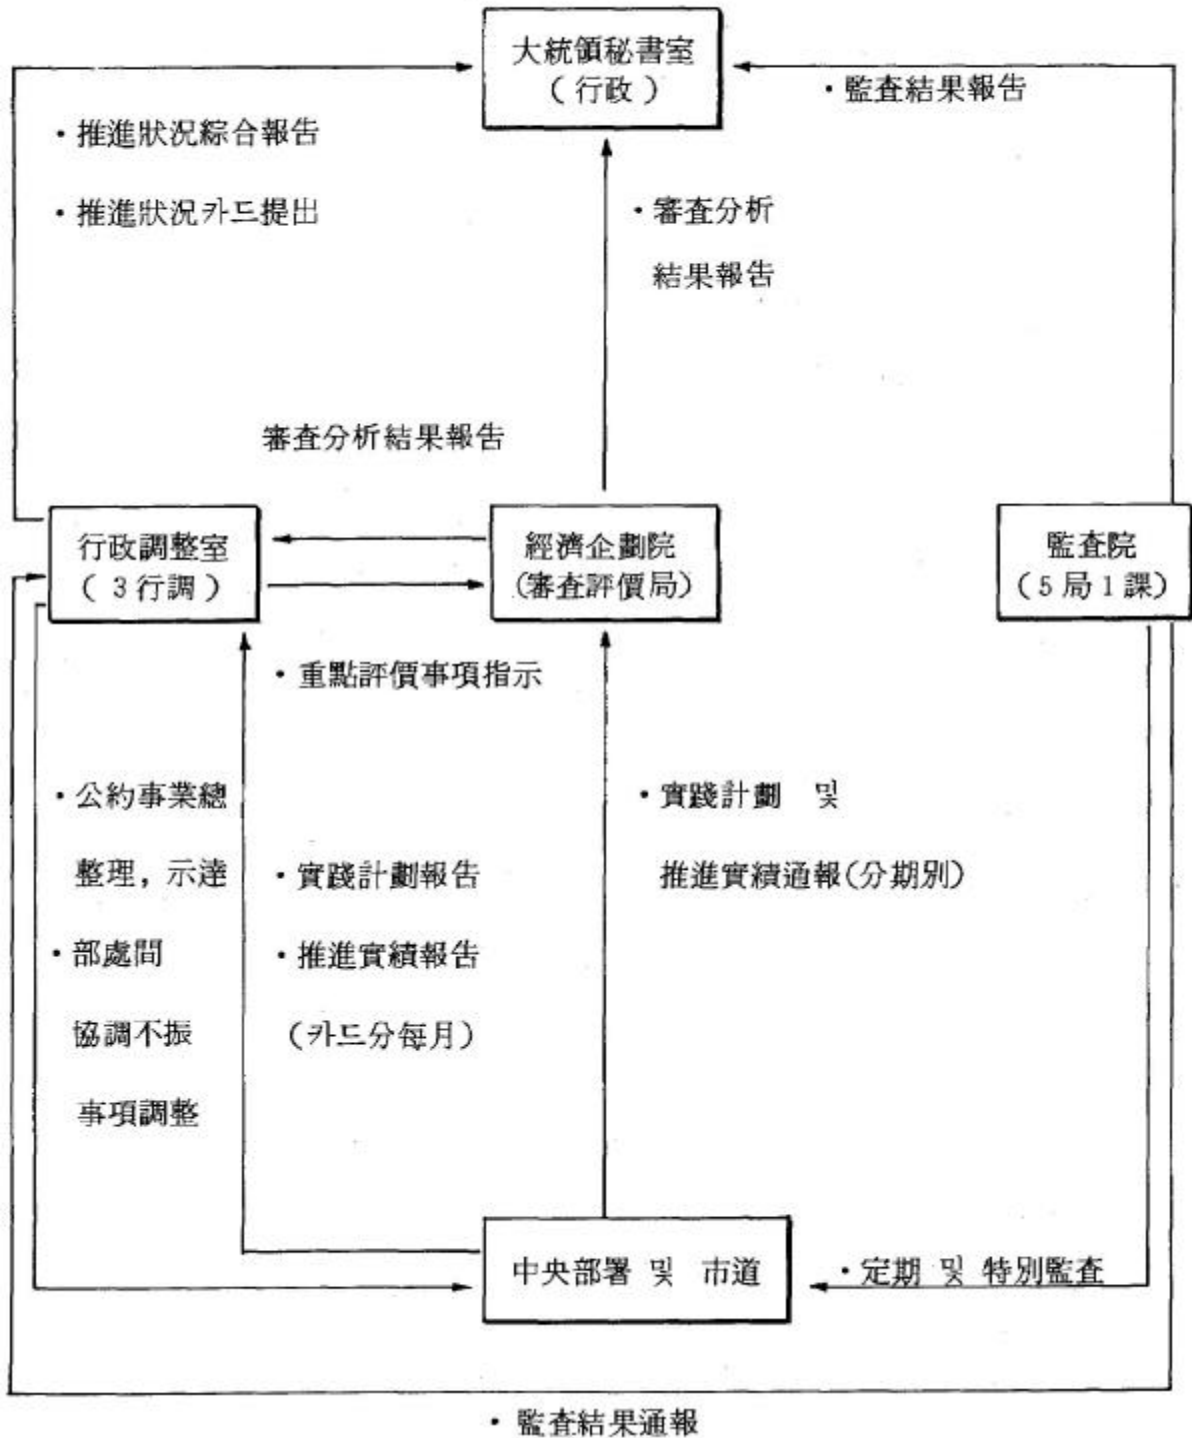 大統領秘書室
(行政)
・監査結果報告
・推進狀況綜合報告
・推進狀況카드提出
・審査分析
結果報告
審査分析結果報告
行政調整室
(3行調)
經濟企劃院
(審査評價局)
監査院
(5局1課)
・重點評價事項指示
・公約事業總
整理, 示達
・部處間
協調不振
事項調整
・實踐計劃報告
・推進實績報告
(카드分每月)
・實踐計劃 및
推進實績通報(分期別)
中央部署 및 市道
・定期 및 特別監査
・監査結果通報